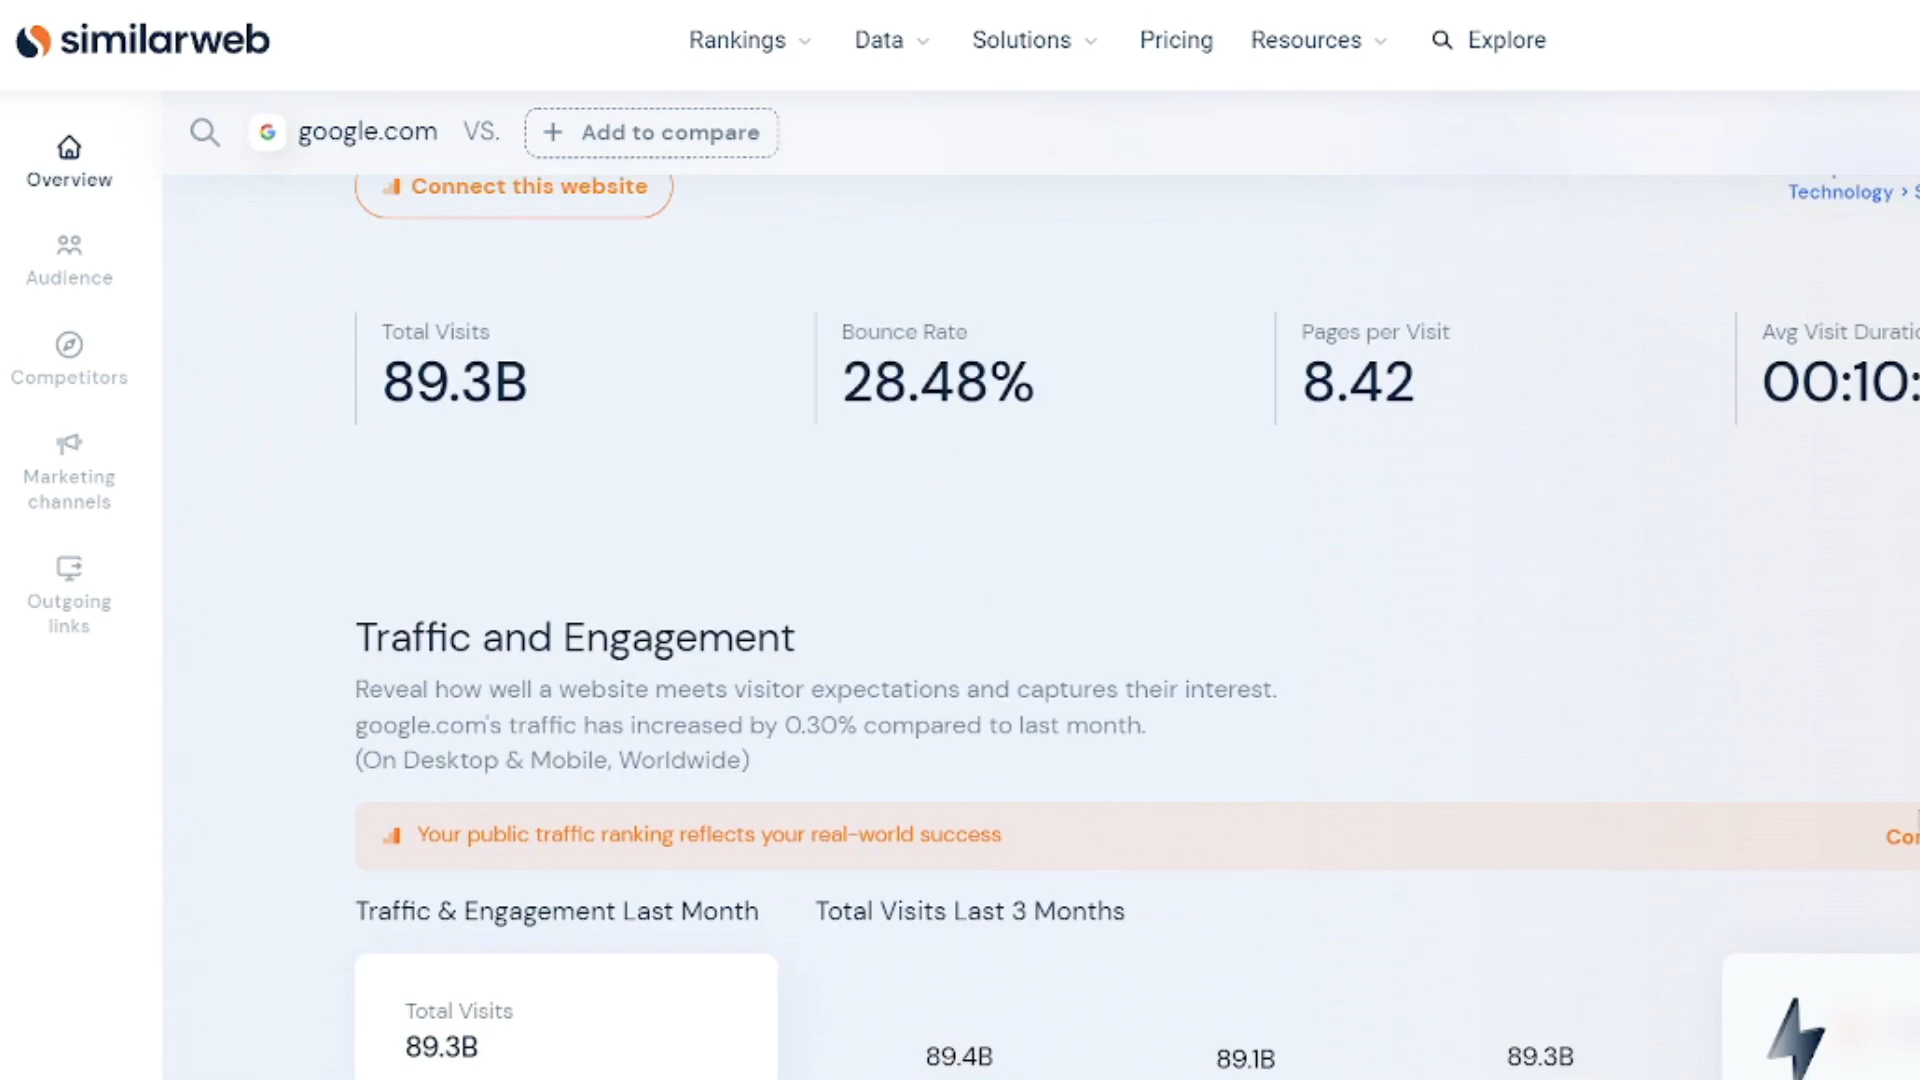 similarweb
Rankings
Data
Solutions
Pricing
Resources
Explore
google.com VS. + Add to compare
Overview
Audience
Competitors
Marketing
channels
Outgoing
links
Connect this website
Technology >
Total Visits
89.3B
Bounce Rate
28.48%
Pages per Visit
8.42
Avg Visit
00:10:
Traffic and Engagement
Reveal how well a website meets visitor expectations and captures their interest.
google.com's traffic has increased by 0.30% compared to last month.
(On Desktop & Mobile, Worldwide)
Your public traffic ranking reflects your real-world success
Traffic & Engagement Last Month
Total Visits Last 3 Months
Total Visits
89.3B
89.4B
89.1B
89.3B